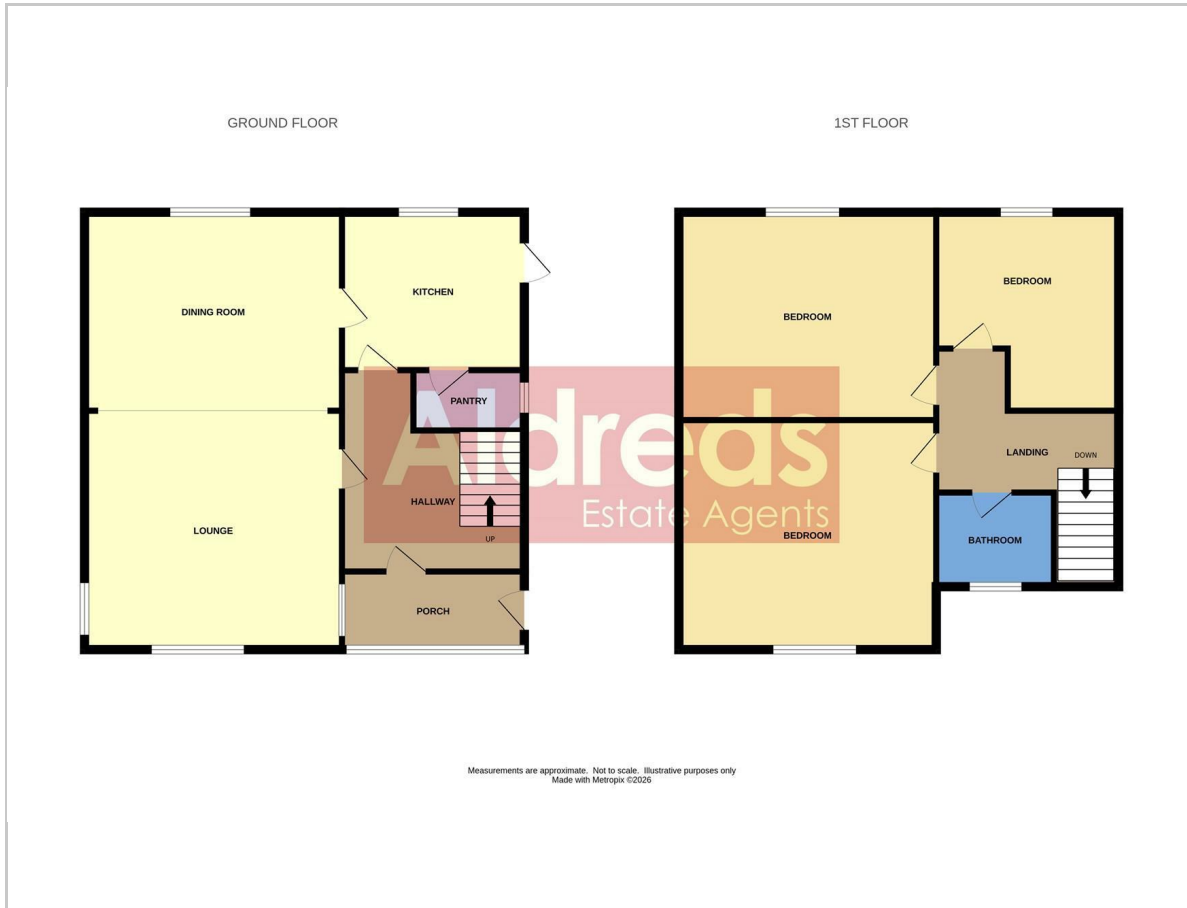 GROUND FLOOR
1ST FLOOR
DINING ROOM
KITCHEN
PANTRY
HALLWAY
UP
LOUNGE
PORCH
BEDROOM
BEDROOM
LANDING
DOWN
BEDROOM
BATHROOM
Aldreds
Estate Agents
Measurements are approximate. Not to scale. Illustrative purposes only
Made with Metropix ©2026